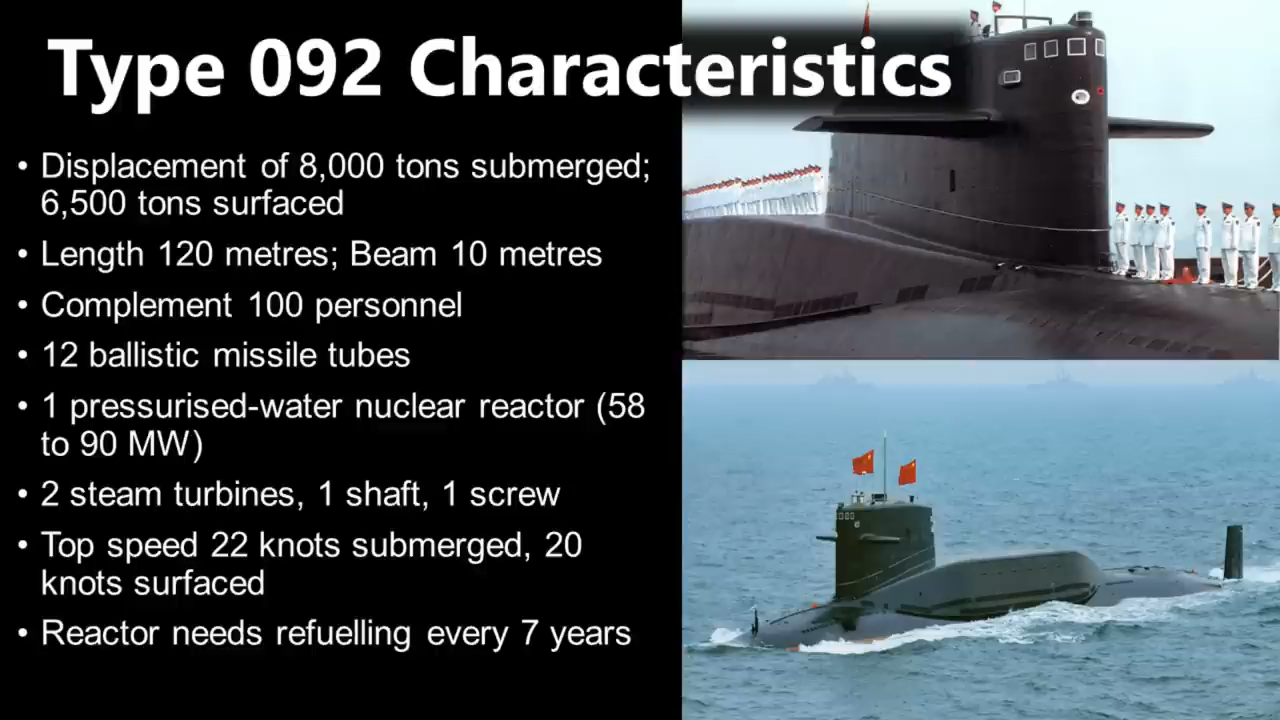 Type 092 Characteristics
• Displacement of 8,000 tons submerged;
6,500 tons surfaced
• Length 120 metres; Beam 10 metres
• Complement 100 personnel
• 12 ballistic missile tubes
• 1 pressurised-water nuclear reactor (58
to 90 MW)
• 2 steam turbines, 1 shaft, 1 screw
• Top speed 22 knots submerged, 20
knots surfaced
• Reactor needs refuelling every 7 years